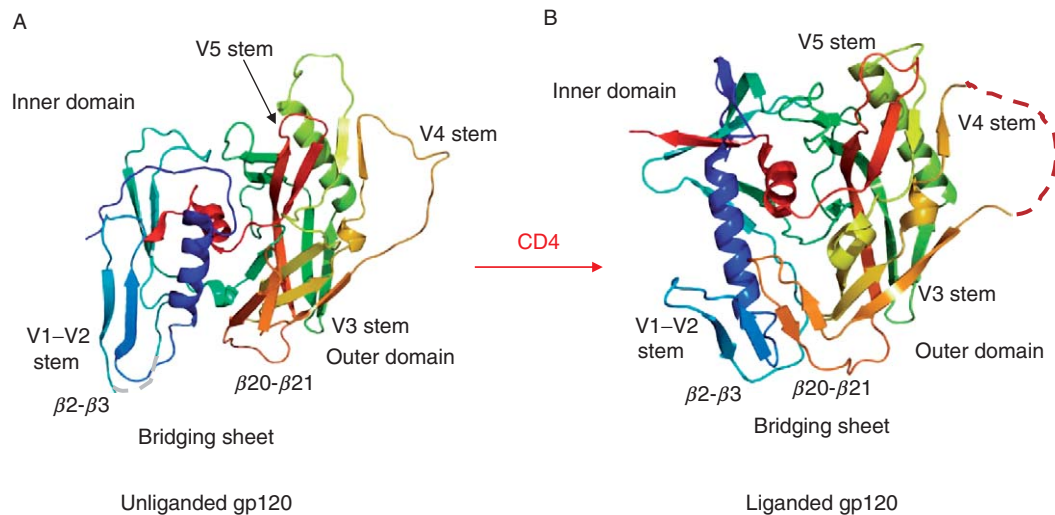 A
V5 stem
Inner domain
V4 stem
V1–V2
stem
V3 stem
Outer domain
β20-β21
β2-β3
Bridging sheet
Unliganded gp120
CD4
B
V5 stem
Inner domain
V4 stem
V3 stem
V1–V2
stem
Outer domain
β2-β3
β20-β21
Bridging sheet
Liganded gp120